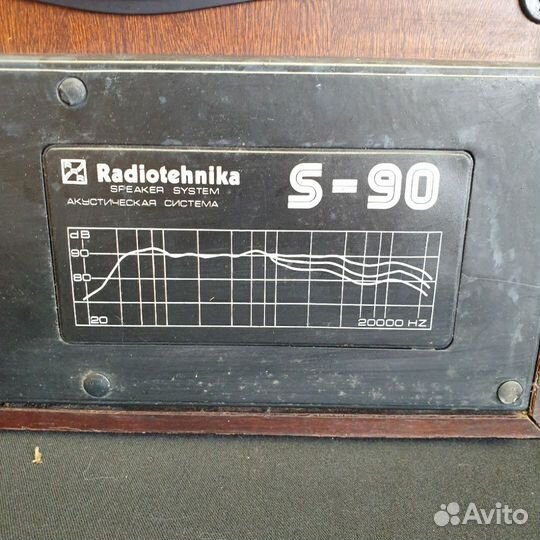 Radiotehnika
SPEAKER SYSTEM
АКУСТИЧЕСКАЯ СИСТЕМА
S-90
dB
90
80
20
20000 HZ
Avito